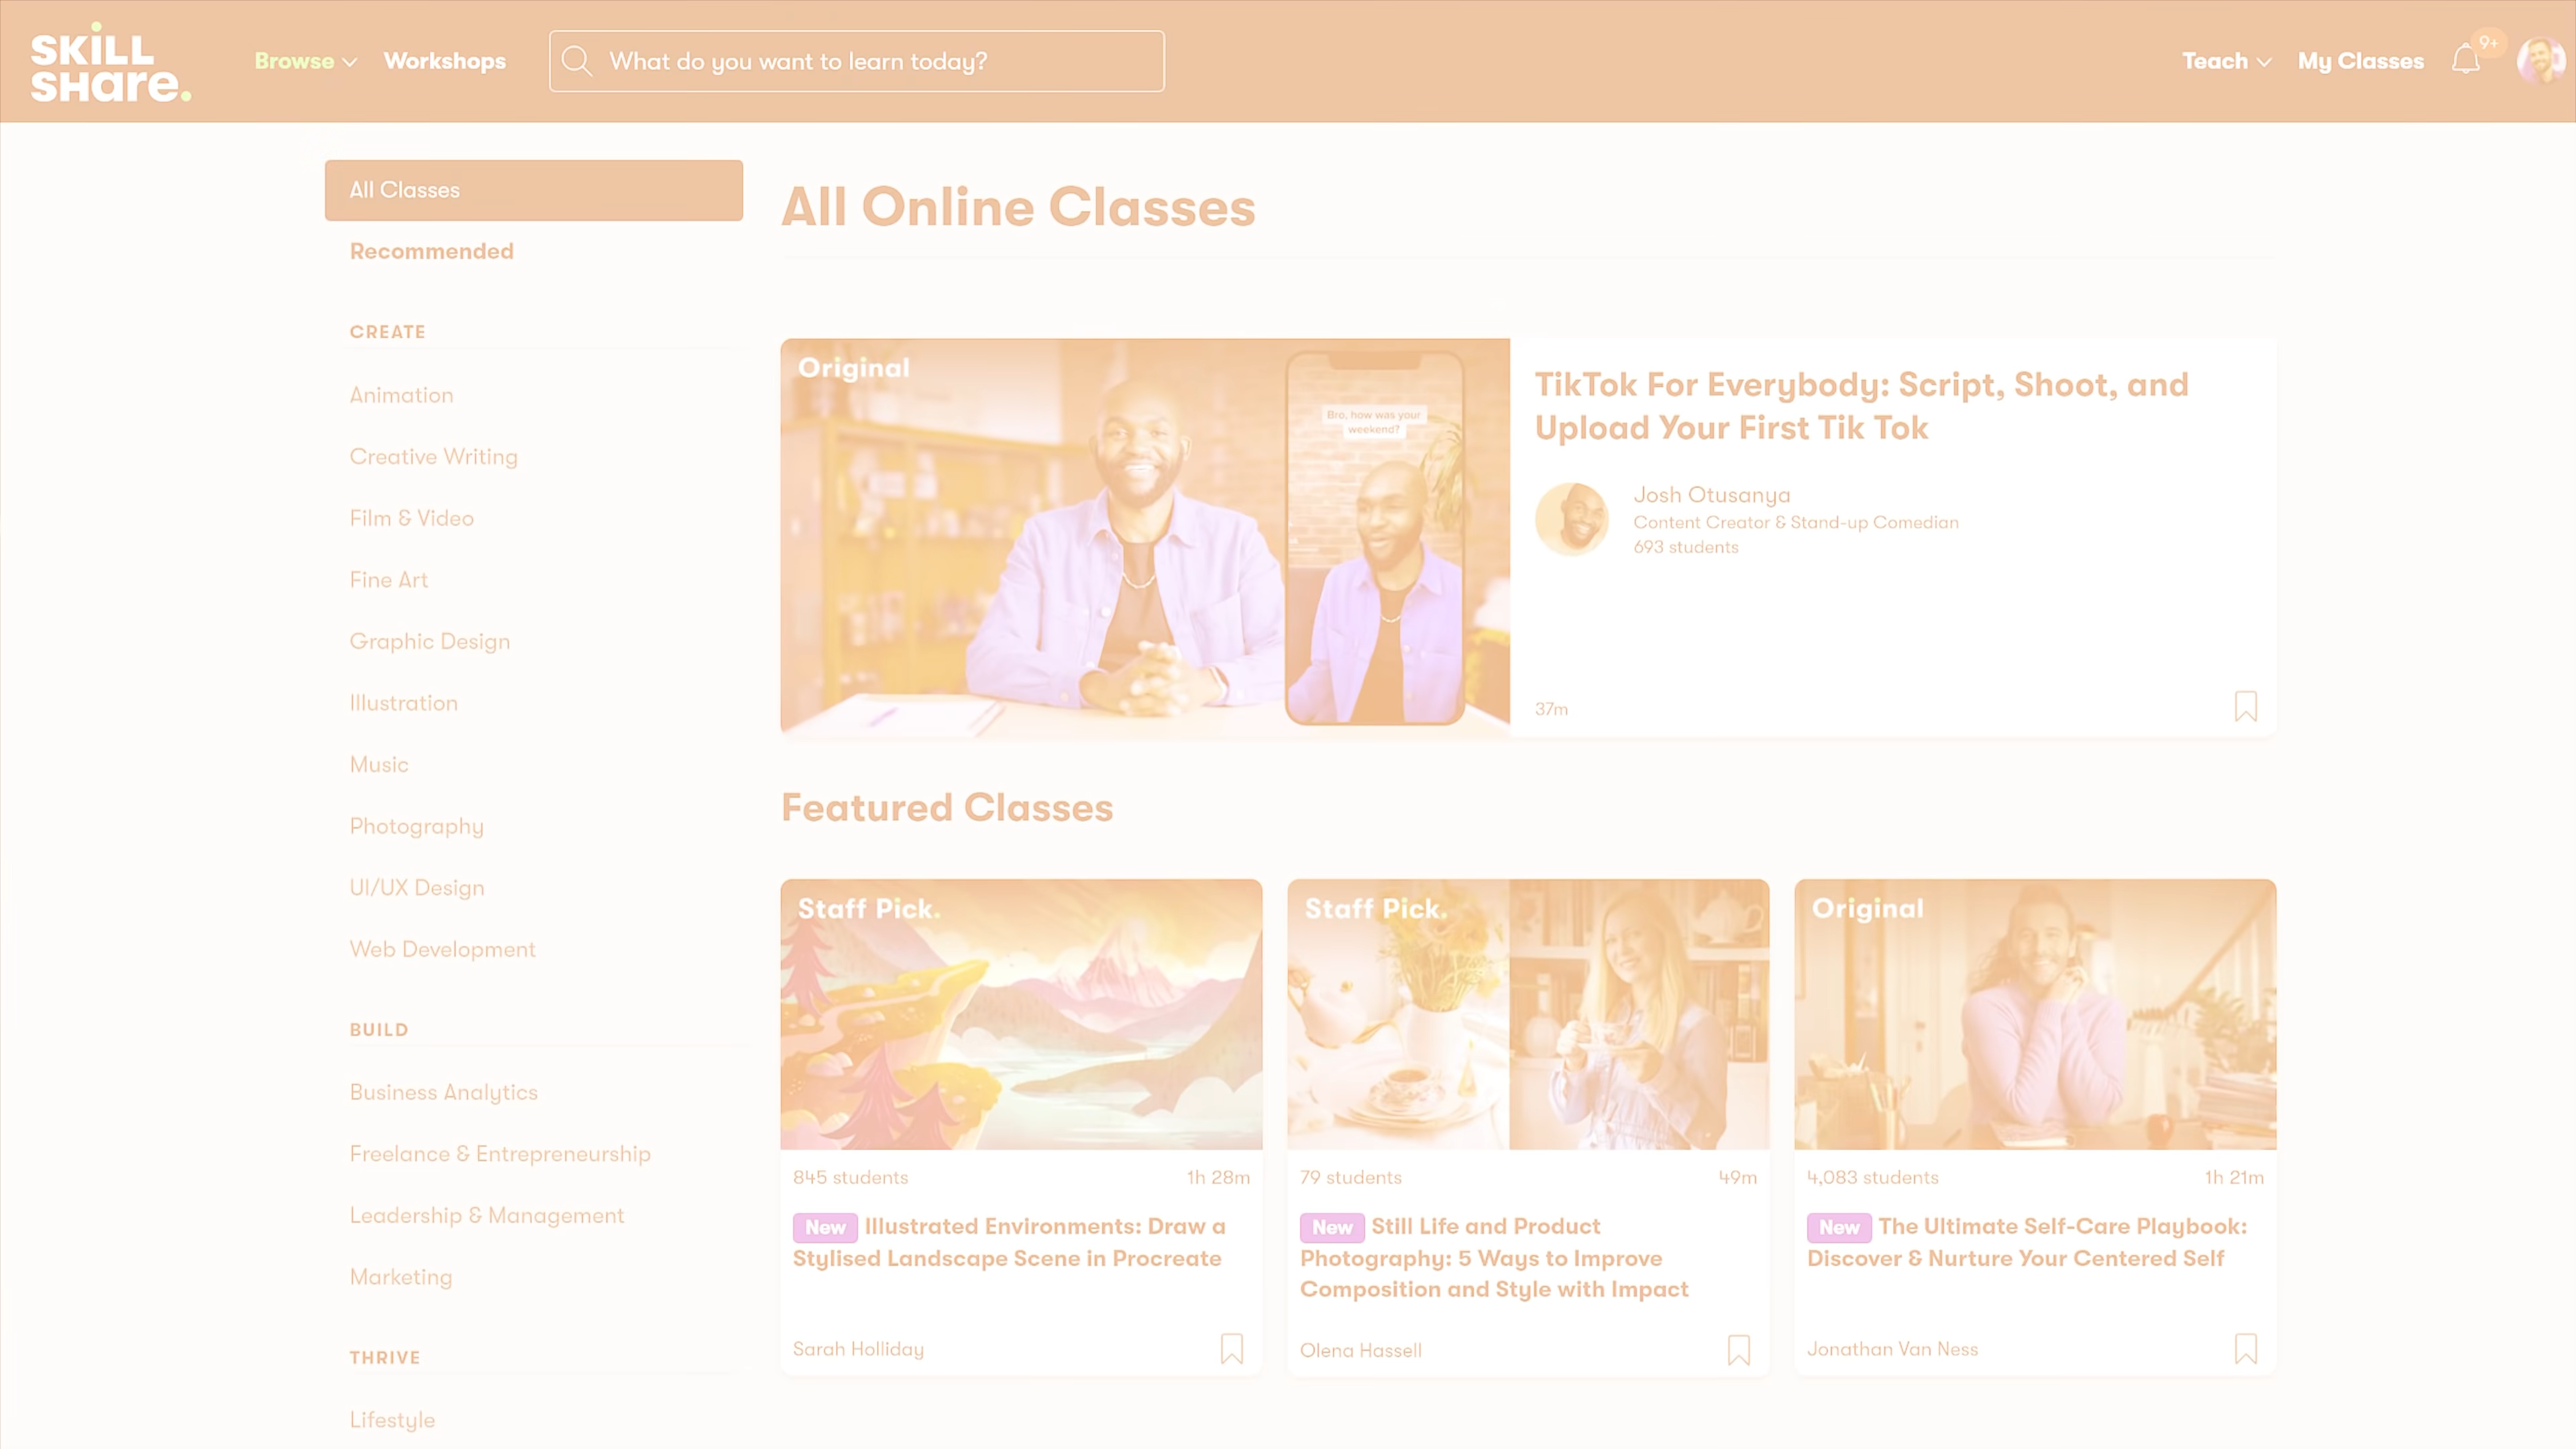 SKiLL
SHare.
Browse
Workshops
What do you want to learn today?
Teach
My Classes
9+
All Classes
Recommended
CREATE
Animation
Creative Writing
Film & Video
Fine Art
Graphic Design
Illustration
Music
Photography
UI/UX Design
Web Development
BUILD
Business Analytics
Freelance & Entrepreneurship
Leadership & Management
Marketing
THRIVE
Lifestyle
All Online Classes
Original
Bro, how was your
weekend?
TikTok For Everybody: Script, Shoot, and
Upload Your First Tik Tok
Josh Otusanya
Content Creator & Stand-up Comedian
693 students
37m
Featured Classes
Staff Pick.
845 students
1h 28m
New Illustrated Environments: Draw a
Stylised Landscape Scene in Procreate
Sarah Holliday
Staff Pick.
79 students
49m
New Still Life and Product
Photography: 5 Ways to Improve
Composition and Style with Impact
Olena Hassell
Original
4,083 students
1h 21m
New The Ultimate Self-Care Playbook:
Discover & Nurture Your Centered Self
Jonathan Van Ness